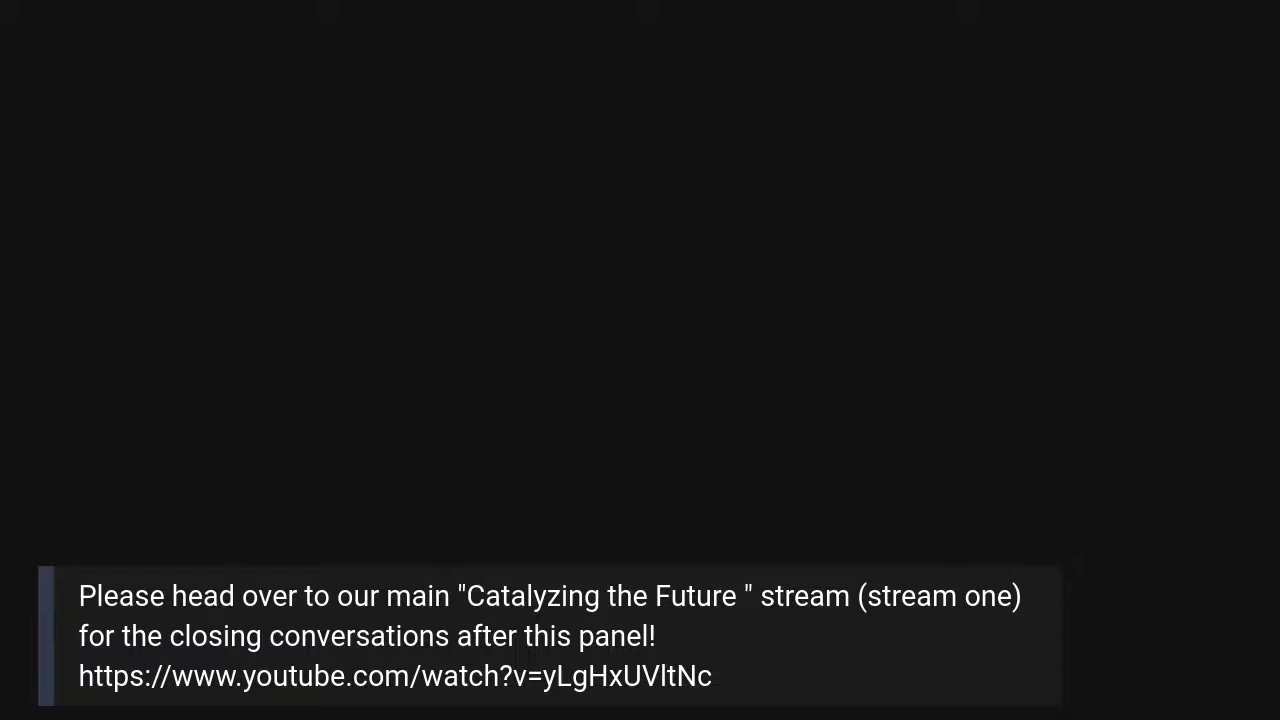 Please head over to our main "Catalyzing the Future " stream (stream one)
for the closing conversations after this panel!
https://www.youtube.com/watch?v=yLgHxUVltNc